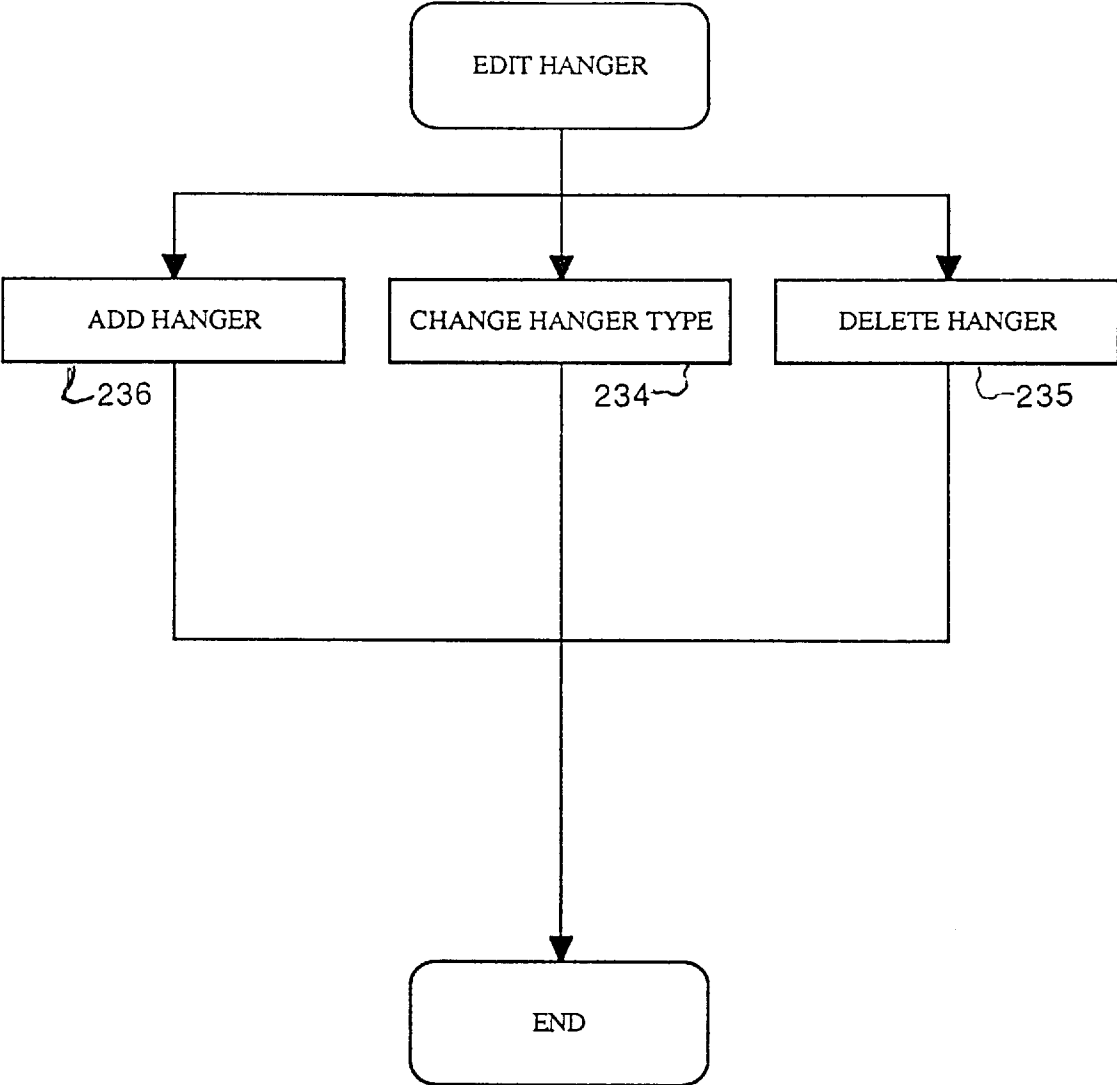 EDIT HANGER
ADD HANGER
CHANGE HANGER TYPE
DELETE HANGER
236
234
235
END